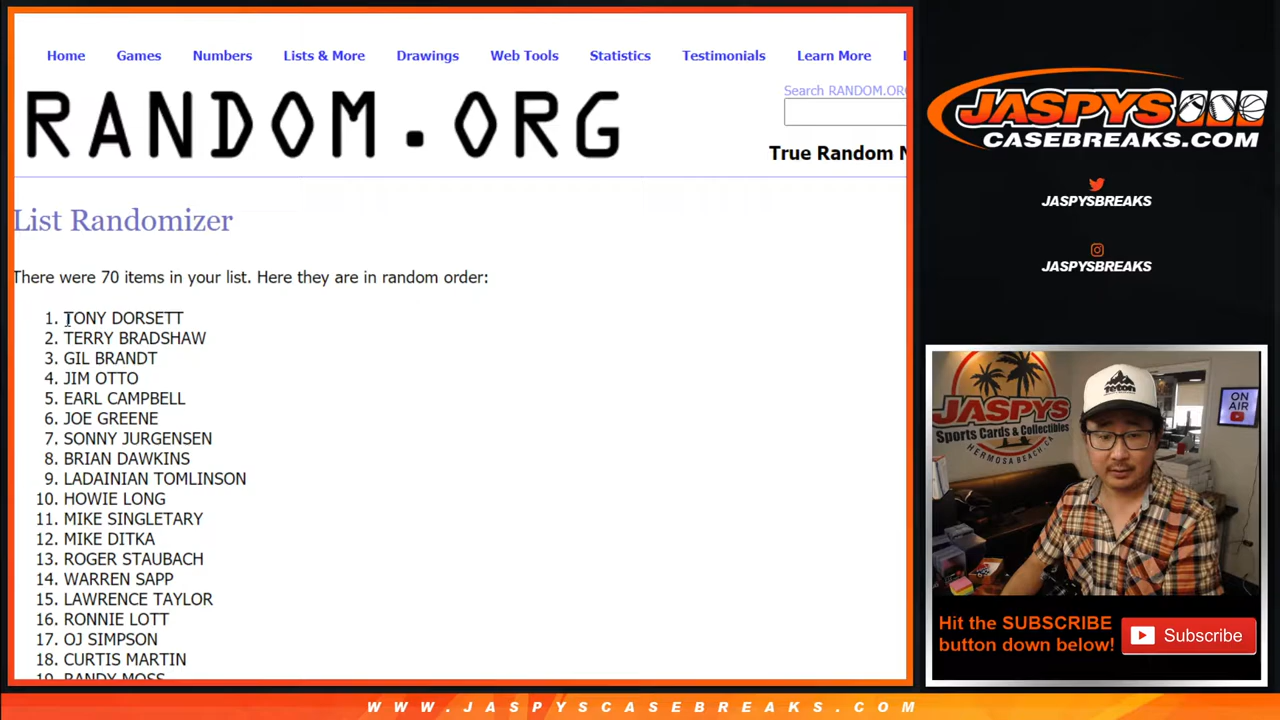 Home Games Numbers Lists & More Drawings Web Tools Statistics Testimonials Learn More
RANDOM.ORG
Search RANDOM.ORG
True Random N
List Randomizer
There were 70 items in your list. Here they are in random order:
1. TONY DORSETT
2. TERRY BRADSHAW
3. GIL BRANDT
4. JIM OTTO
5. EARL CAMPBELL
6. JOE GREENE
7. SONNY JURGENSEN
8. BRIAN DAWKINS
9. LADAINIAN TOMLINSON
10. HOWIE LONG
11. MIKE SINGLETARY
12. MIKE DITKA
13. ROGER STAUBACH
14. WARREN SAPP
15. LAWRENCE TAYLOR
16. RONNIE LOTT
17. OJ SIMPSON
18. CURTIS MARTIN
19. RANDY MOSS
JASPYS
CASEBREAKS.COM
JASPYSBREAKS
JASPYSBREAKS
JASPYS
Sports Cards & Collectibles
HERMOSA BEACH, CA
TETON
ON
AIR
Hit the SUBSCRIBE
button down below!
Subscribe
WWW.JASPYSCASEBREAKS.COM